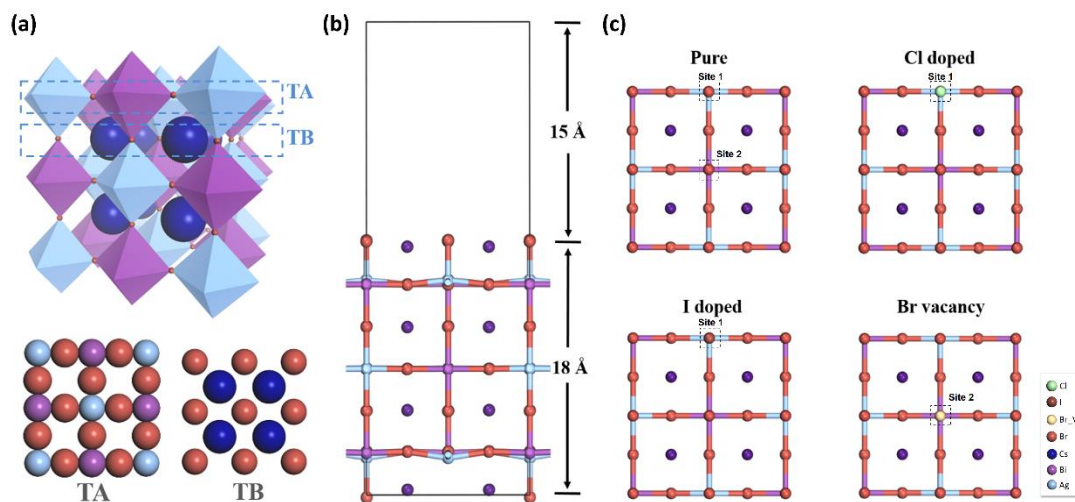 (a)
TA
TB
TA
TB
(b)
15 Å
18 Å
(c)
Pure
Site 1
Site 2
Cl doped
Site 1
I doped
Site 1
Br vacancy
Site 2
Cl
I
Br_V
Br
Cs
Bi
Ag